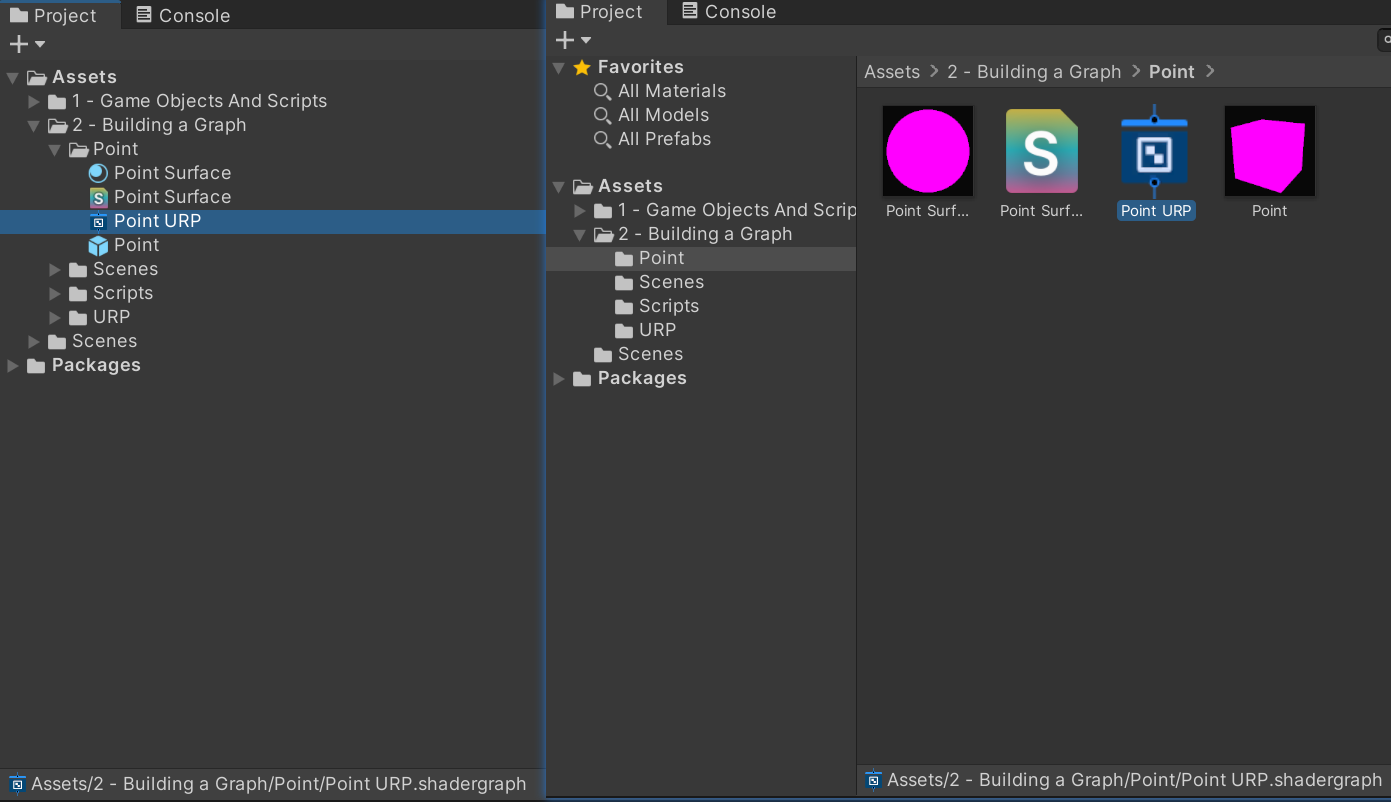 Project
Console
Assets
1 - Game Objects And Scripts
2 - Building a Graph
Point
Point Surface
Point Surface
Point URP
Point
Scenes
Scripts
URP
Scenes
Packages
Assets/2 - Building a Graph/Point/Point URP.shadergraph
Project
Console
Favorites
All Materials
All Models
All Prefabs
Assets
1 - Game Objects And Scrip
2 - Building a Graph
Point
Scenes
Scripts
URP
Scenes
Packages
Assets > 2 - Building a Graph > Point >
S
Point Surf... Point Surf... Point URP Point
Assets/2 - Building a Graph/Point/Point URP.shadergraph